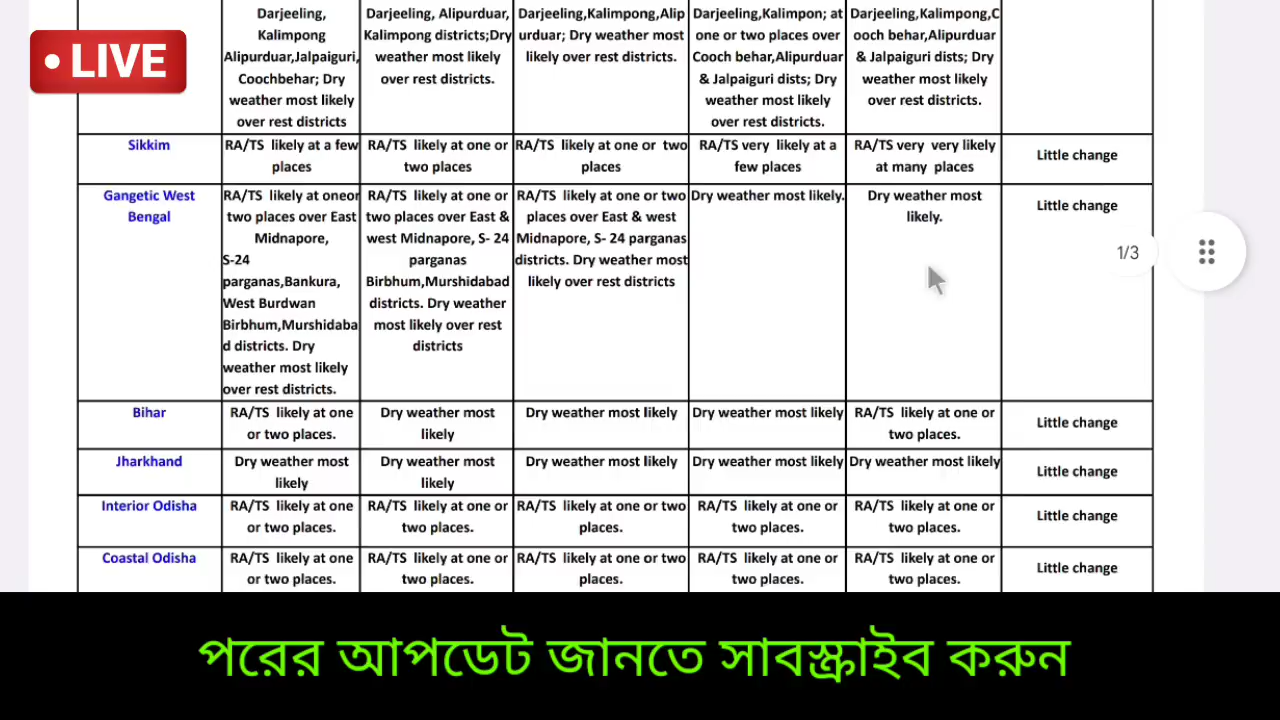 • LIVE
Darjeeling,
Kalimpong
Alipurduar,Jalpaiguri,
Coochbehar; Dry
weather most likely
over rest districts
Darjeeling, Alipurduar,
Kalimpong districts;Dry
weather most likely
over rest districts.
Darjeeling,Kalimpong,Alip
urduar; Dry weather most
likely over rest districts.
Darjeeling,Kalimpon; at
one or two places over
Cooch behar,Alipurduar
& Jalpaiguri dists; Dry
weather most likely
over rest districts.
Darjeeling,Kalimpong,C
ooch behar,Alipurduar
& Jalpaiguri dists; Dry
weather most likely
over rest districts.
Sikkim
RA/TS likely at a few
places
RA/TS likely at one or
two places
RA/TS likely at one or two
places
RA/TS very likely at a
few places
RA/TS very very likely
at many places
Little change
Gangetic West
Bengal
RA/TS likely at oneor
two places over East
Midnapore,
S-24
parganas,Bankura,
West Burdwan
Birbhum,Murshidaba
d districts. Dry
weather most likely
over rest districts.
RA/TS likely at one or
two places over East &
west Midnapore, S- 24
parganas
Birbhum,Murshidabad
districts. Dry weather
most likely over rest
districts
RA/TS likely at one or two
places over East & west
Midnapore, S- 24 parganas
districts. Dry weather most
likely over rest districts
Dry weather most likely.
Dry weather most
likely.
Little change
1/3
Bihar
RA/TS likely at one
or two places.
Dry weather most
likely
Dry weather most likely
Dry weather most likely
RA/TS likely at one or
two places.
Little change
Jharkhand
Dry weather most
likely
Dry weather most
likely
Dry weather most likely
Dry weather most likely
Dry weather most likely
Little change
Interior Odisha
RA/TS likely at one
or two places.
RA/TS likely at one or
two places.
RA/TS likely at one or two
places.
RA/TS likely at one or
two places.
RA/TS likely at one or
two places.
Little change
Coastal Odisha
RA/TS likely at one
or two places.
RA/TS likely at one or
two places.
RA/TS likely at one or two
places.
RA/TS likely at one or
two places.
RA/TS likely at one or
two places.
Little change
পরের আপডেট জানতে সাবস্ক্রাইব করুন